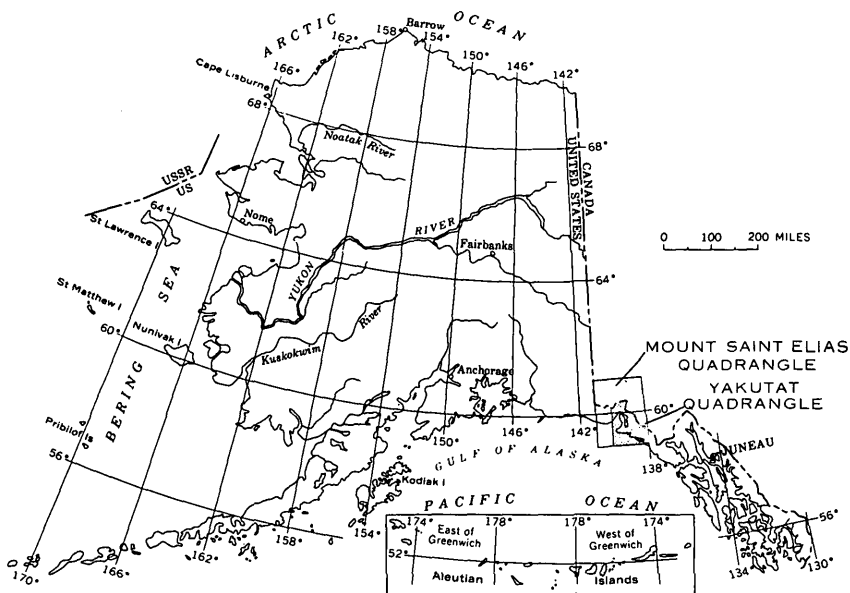 ARCTIC OCEAN
158° Barrow
162° 154°
166° 150° 146° 142°
Cape Lisburne
68°
Noatak River
68°
USSR
US
CANADA
UNITED STATES
64°
Nome
St Lawrence I
YUKON RIVER
Fairbanks
0 100 200 MILES
64°
St Matthew I
BERING SEA
Nunivak I
60°
Kuskokwim River
Anchorage
MOUNT SAINT ELIAS
QUADRANGLE
YAKUTAT
QUADRANGLE
60°
Pribilof Is
56°
150° 146° 142°
GULF OF ALASKA
138°
JUNEAU
Kodiak I
PACIFIC OCEAN
56°
170° 166° 162° 158° 154°
134° 130°
174° 178° 178° 174°
East of
Greenwich
West of
Greenwich
52°
Aleutian Islands